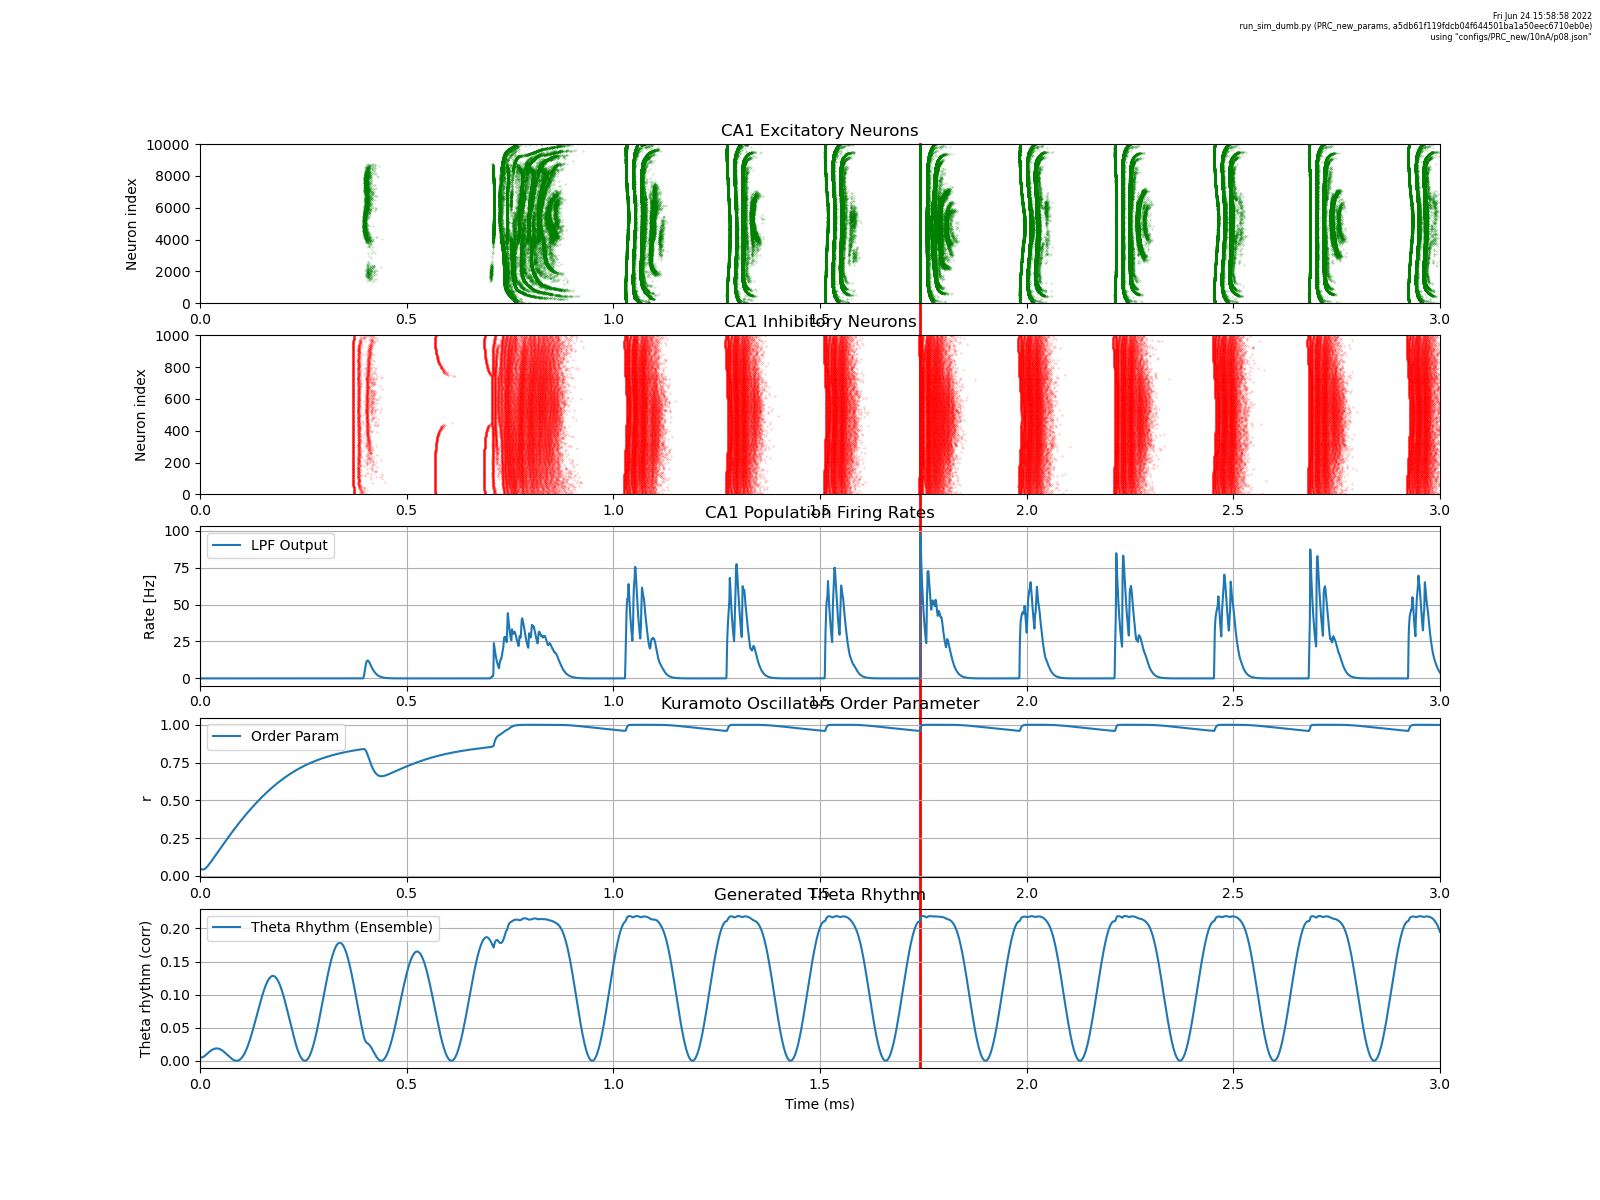 Fri Jun 24 15:58:58 2022
run_sim_dumb.py (PRC_new_params, a5db61f119fdcb04f644501ba1a50eec6710eb0e)
using "configs/PRC_new/10nA/p08.json"
CA1 Excitatory Neurons
Neuron index
10000
8000
6000
4000
2000
0
0.0 0.5 1.0 1.5 2.0 2.5 3.0
CA1 Inhibitory Neurons
Neuron index
1000
800
600
400
200
0
0.0 0.5 1.0 1.5 2.0 2.5 3.0
CA1 Population Firing Rates
Rate [Hz]
100
75
50
25
0
LPF Output
0.0 0.5 1.0 1.5 2.0 2.5 3.0
Kuramoto Oscillators Order Parameter
r
1.00
0.75
0.50
0.25
0.00
Order Param
0.0 0.5 1.0 1.5 2.0 2.5 3.0
Generated Theta Rhythm
Theta rhythm (corr)
0.20
0.15
0.10
0.05
0.00
Theta Rhythm (Ensemble)
0.0 0.5 1.0 1.5 2.0 2.5 3.0
Time (ms)